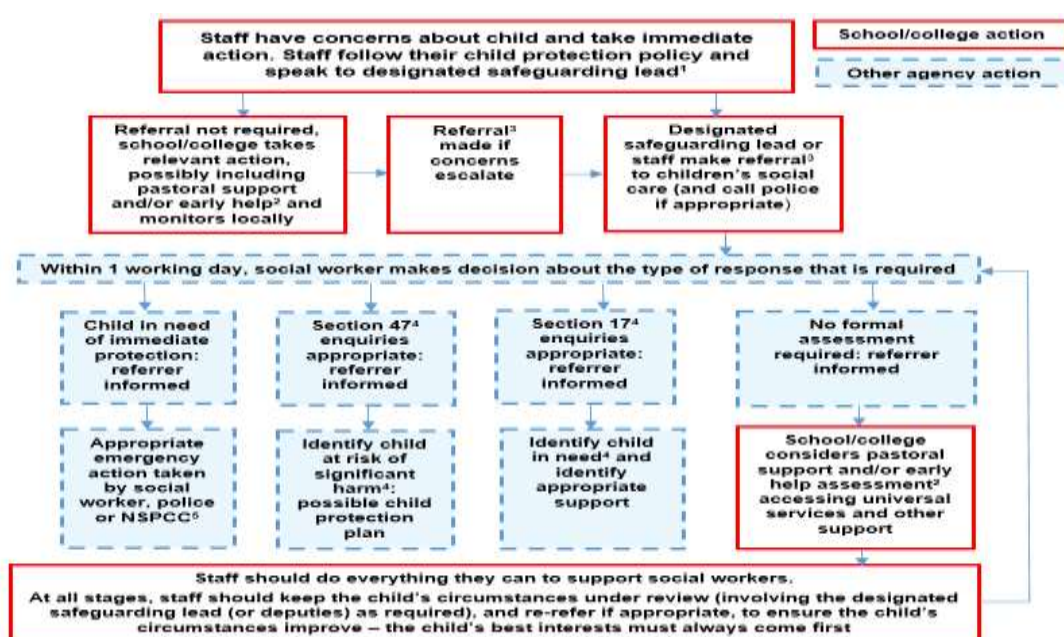 Staff have concerns about child and take immediate
action. Staff follow their child protection policy and
speak to designated safeguarding lead¹
School/college action
Other agency action
Referral not required,
school/college takes
relevant action,
possibly including
pastoral support
and/or early help² and
monitors locally
Referral³
made if
concerns
escalate
Designated
safeguarding lead or
staff make referral³
to children's social
care (and call police
if appropriate)
Within 1 working day, social worker makes decision about the type of response that is required
Child in need
of immediate
protection:
referrer
informed
Section 47⁴
enquiries
appropriate:
referrer
informed
Section 17⁴
enquiries
appropriate:
referrer
informed
No formal
assessment
required: referrer
informed
Appropriate
emergency
action taken
by social
worker, police
or NSPCC⁵
Identify child
at risk of
significant
harm⁴:
possible child
protection
plan
Identify child
in need⁴ and
identify
appropriate
support
School/college
considers pastoral
support and/or early
help assessment²
accessing universal
services and other
support
Staff should do everything they can to support social workers.
At all stages, staff should keep the child's circumstances under review (involving the designated
safeguarding lead (or deputies) as required), and re-refer if appropriate, to ensure the child's
circumstances improve – the child's best interests must always come first